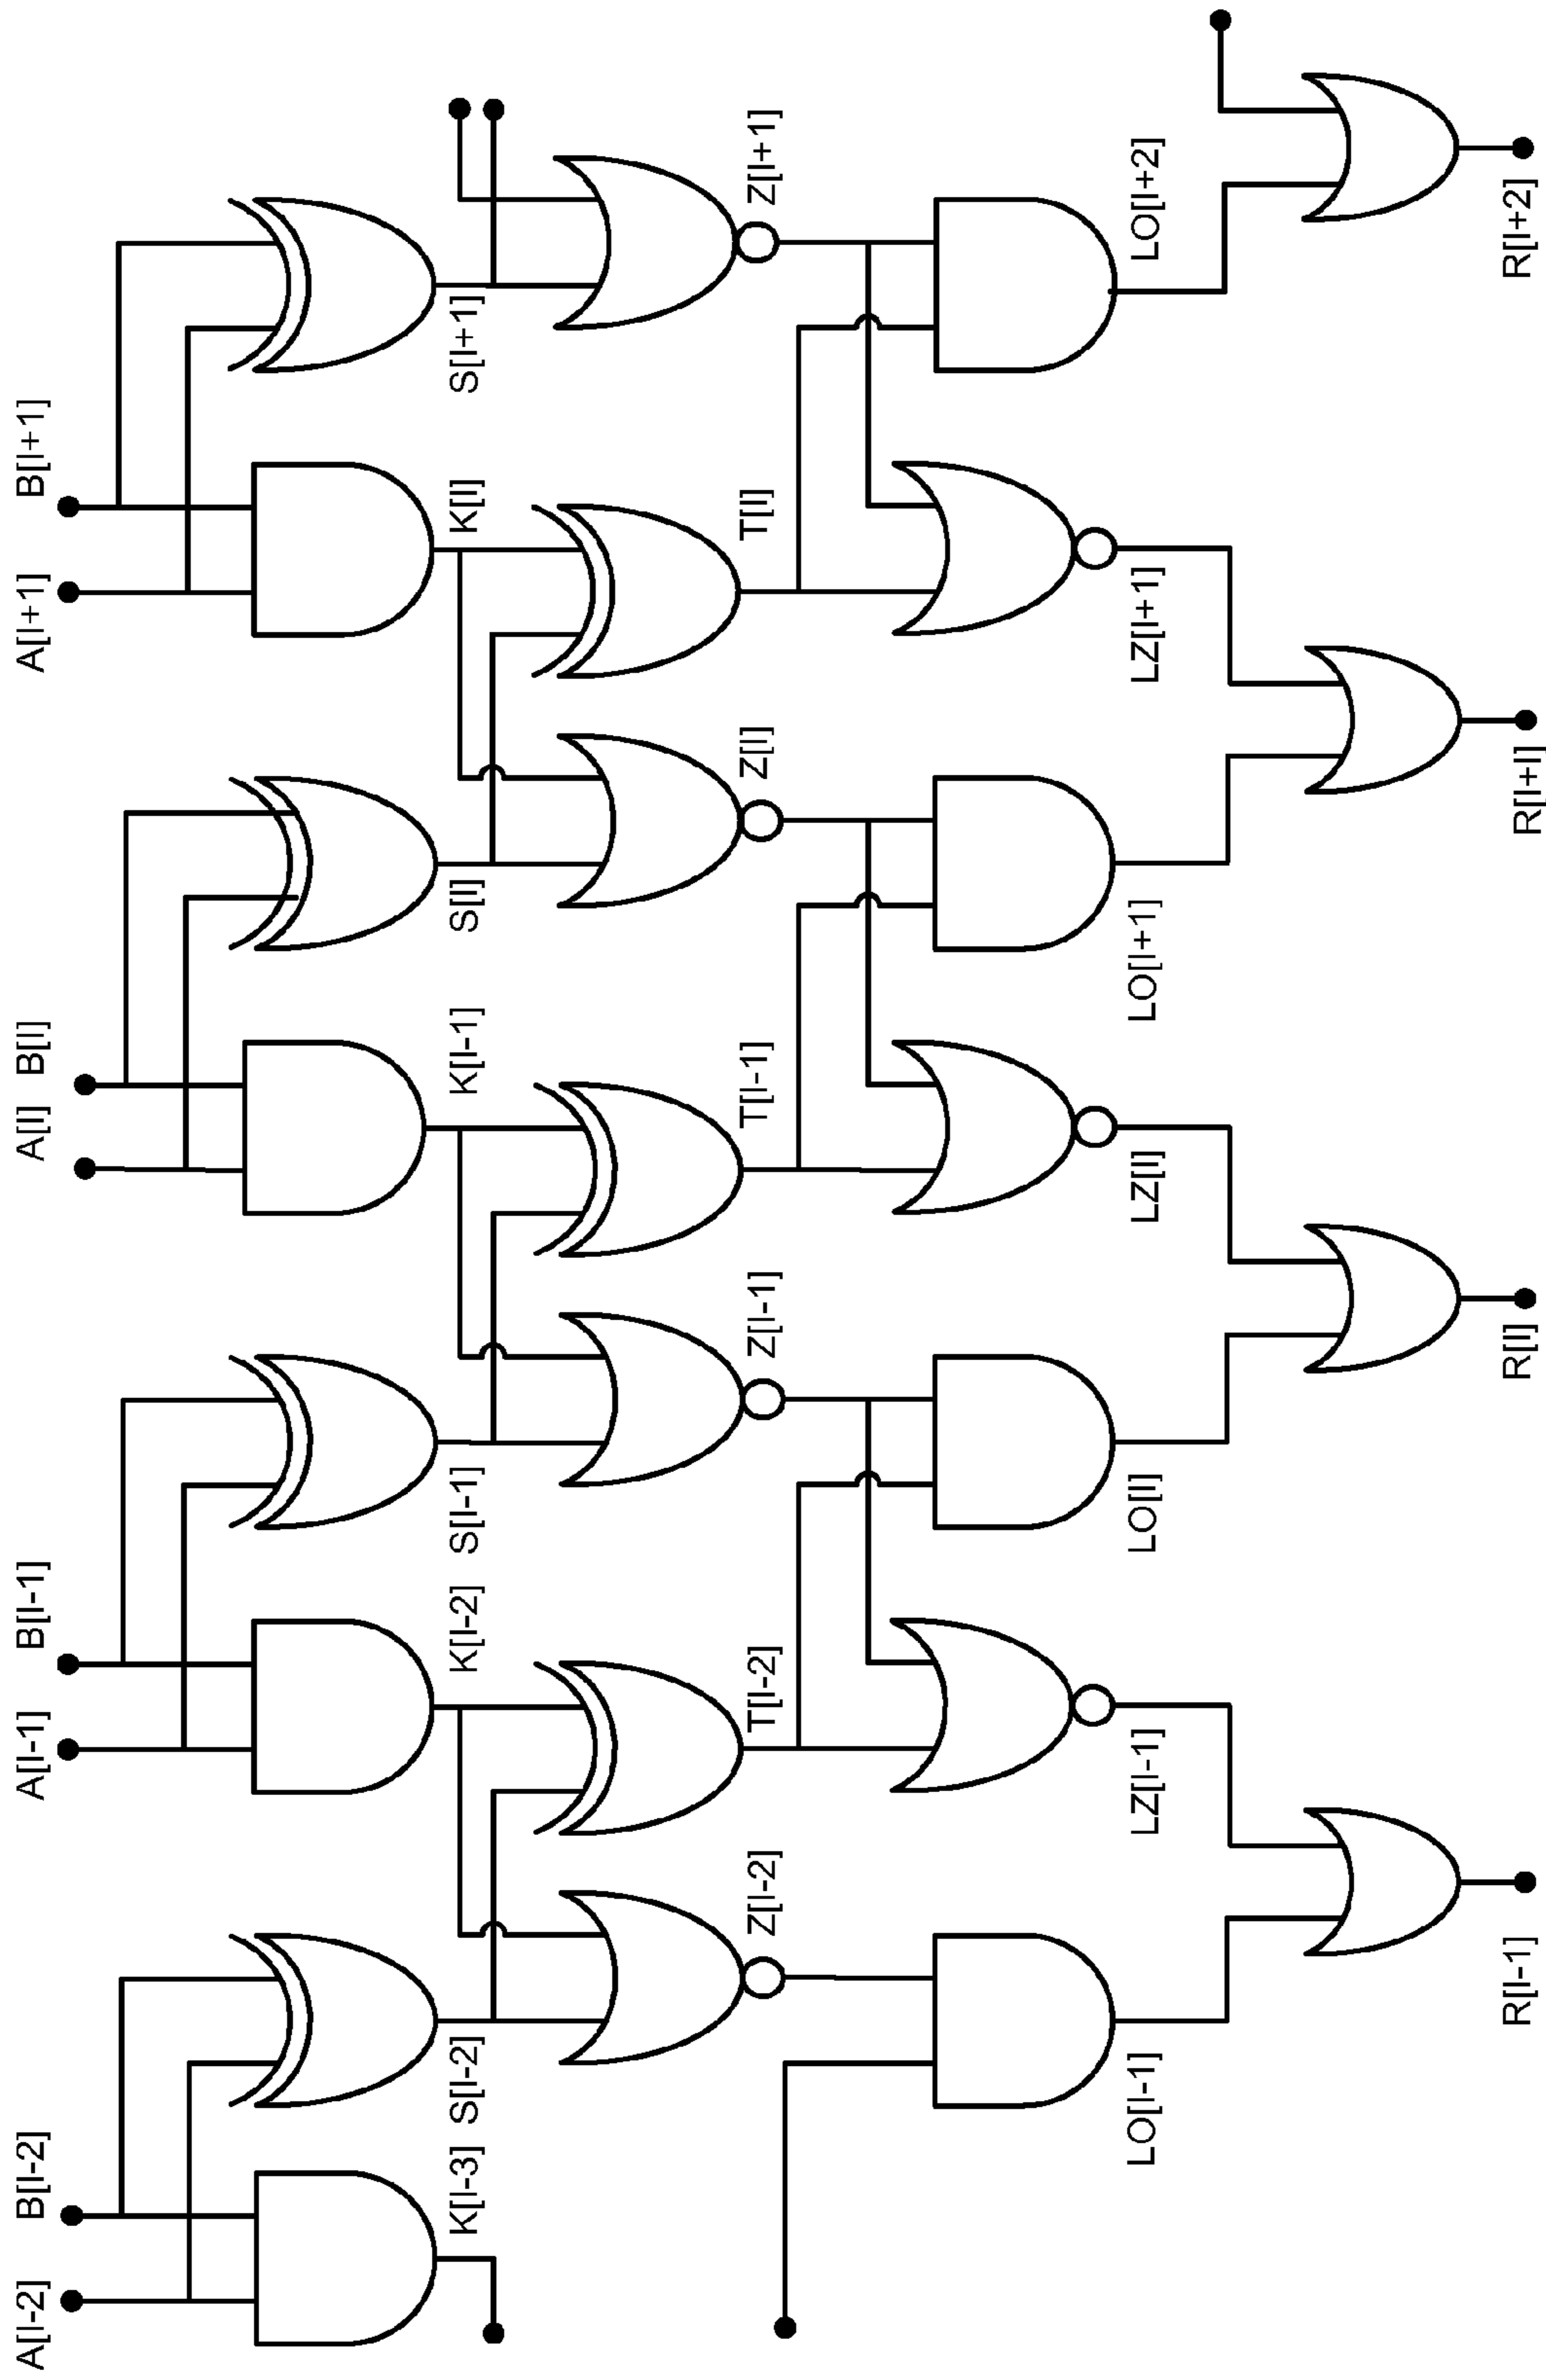 A[I-2]
B[I-2]
A[I-1]
B[I-1]
A[I]
B[I]
A[I+1]
B[I+1]
K[I-3]
S[I-2]
K[I-2]
S[I-1]
K[I-1]
S[I]
K[I]
S[I+1]
Z[I-2]
T[I-2]
Z[I-1]
T[I-1]
Z[I]
T[I]
Z[I+1]
LO[I-1]
LZ[I-1]
LO[I]
LZ[I]
LO[I+1]
LZ[I+1]
LO[I+2]
R[I-1]
R[I]
R[I+I]
R[I+2]